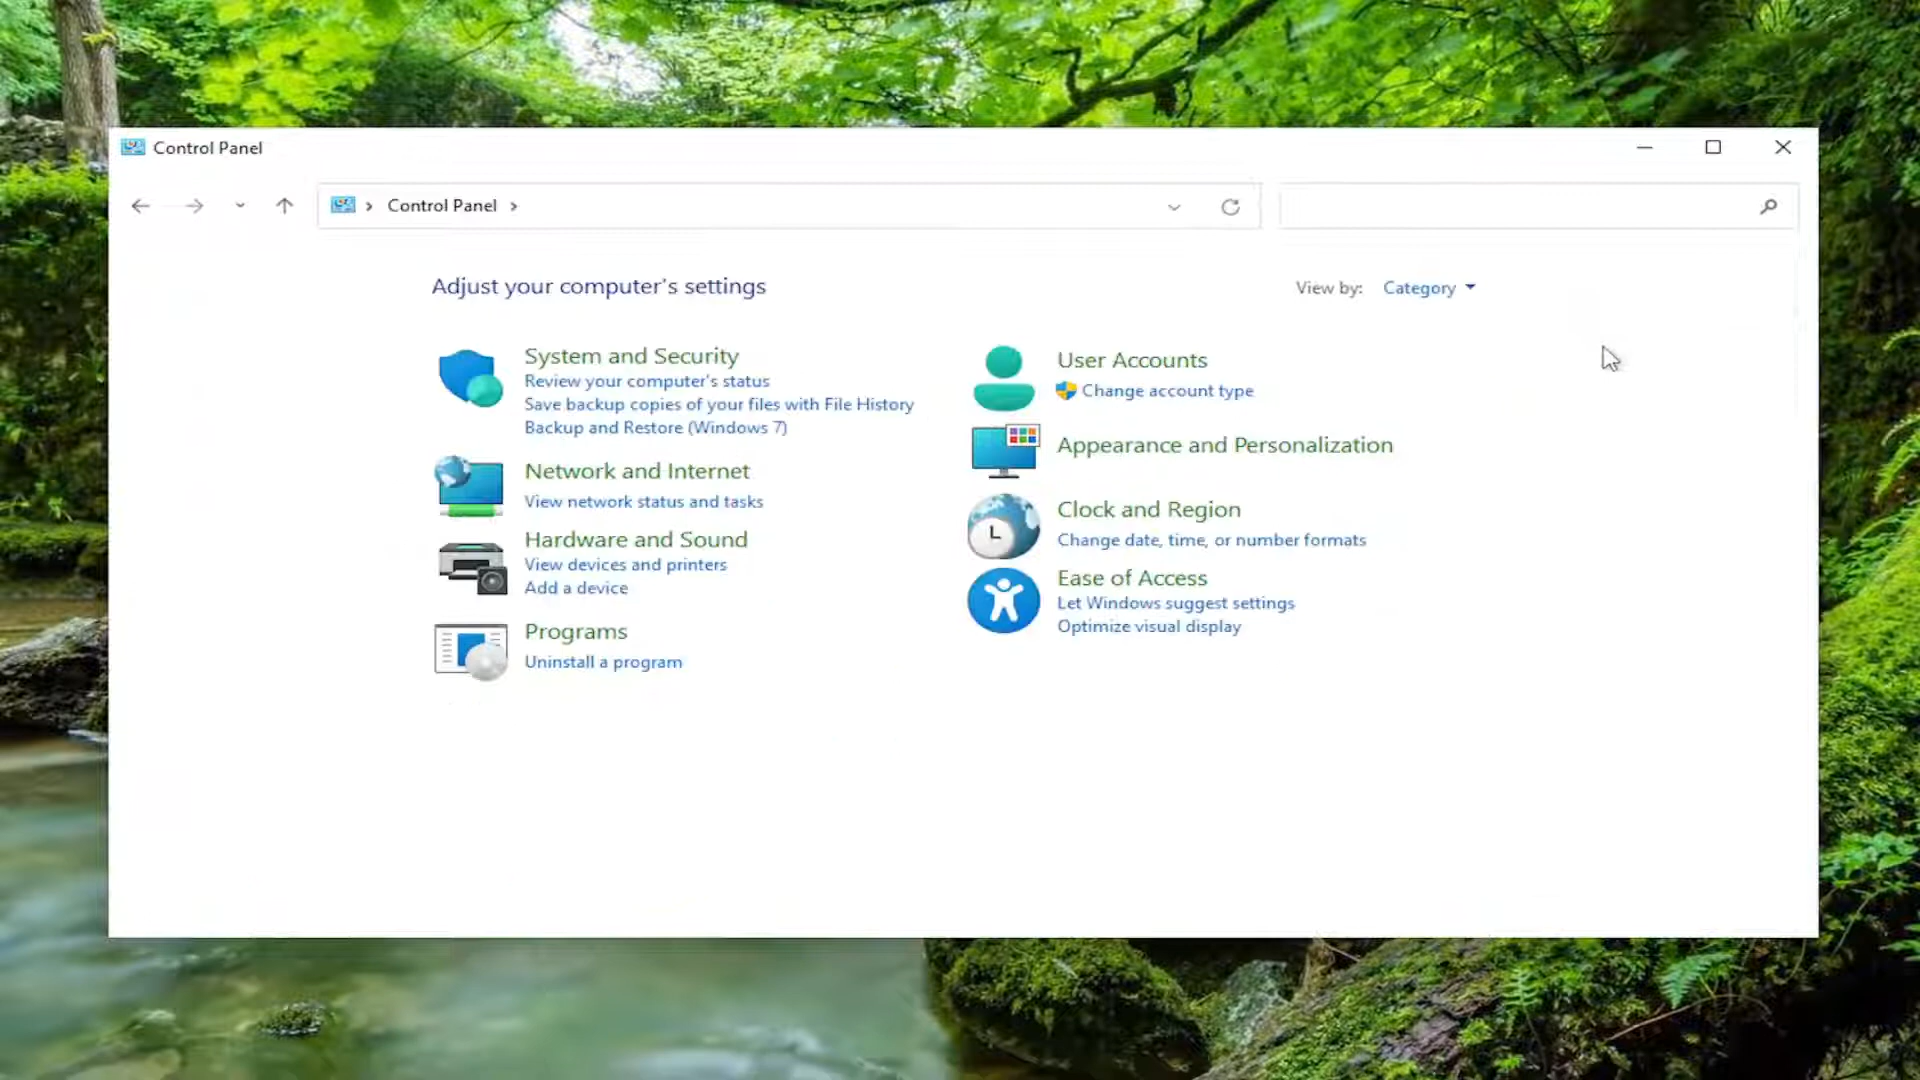 Control Panel
Control Panel
Adjust your computer's settings
View by: Category
System and Security
Review your computer's status
Save backup copies of your files with File History
Backup and Restore (Windows 7)
Network and Internet
View network status and tasks
Hardware and Sound
View devices and printers
Add a device
Programs
Uninstall a program
User Accounts
Change account type
Appearance and Personalization
Clock and Region
Change date, time, or number formats
Ease of Access
Let Windows suggest settings
Optimize visual display